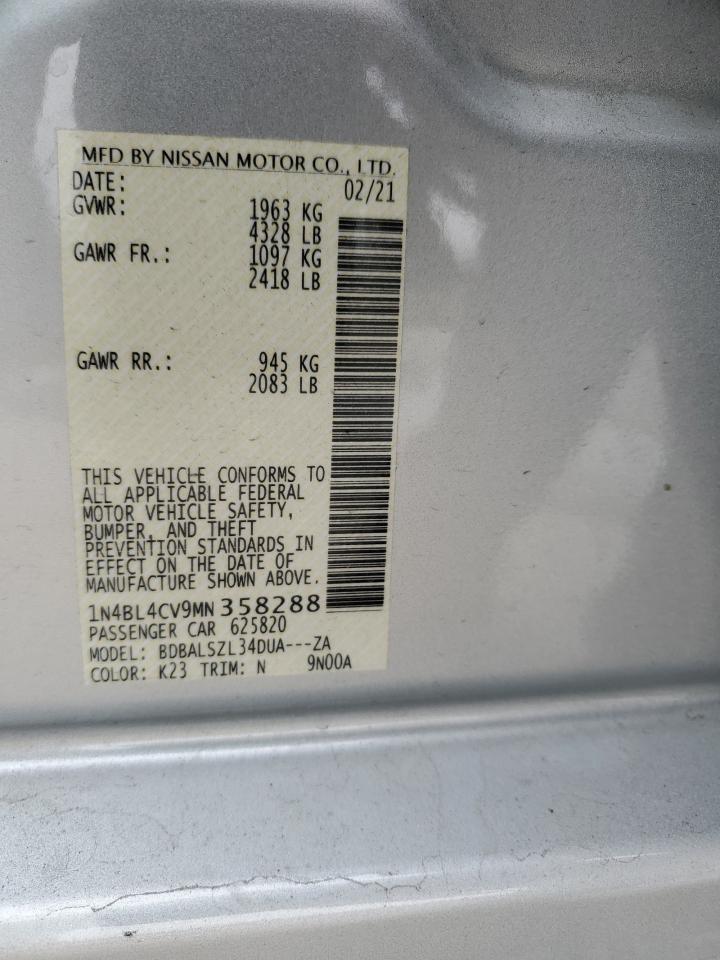 MFD BY NISSAN MOTOR CO., LTD.
DATE: 02/21
GVWR: 1963 KG
4328 LB
GAWR FR.: 1097 KG
2418 LB
GAWR RR.: 945 KG
2083 LB
THIS VEHICLE CONFORMS TO
ALL APPLICABLE FEDERAL
MOTOR VEHICLE SAFETY,
BUMPER, AND THEFT
PREVENTION STANDARDS IN
EFFECT ON THE DATE OF
MANUFACTURE SHOWN ABOVE.
1N4BL4CV9MN 358288
PASSENGER CAR 625820
MODEL: BDBALSZL34DUA---ZA
COLOR: K23 TRIM: N 9N00A